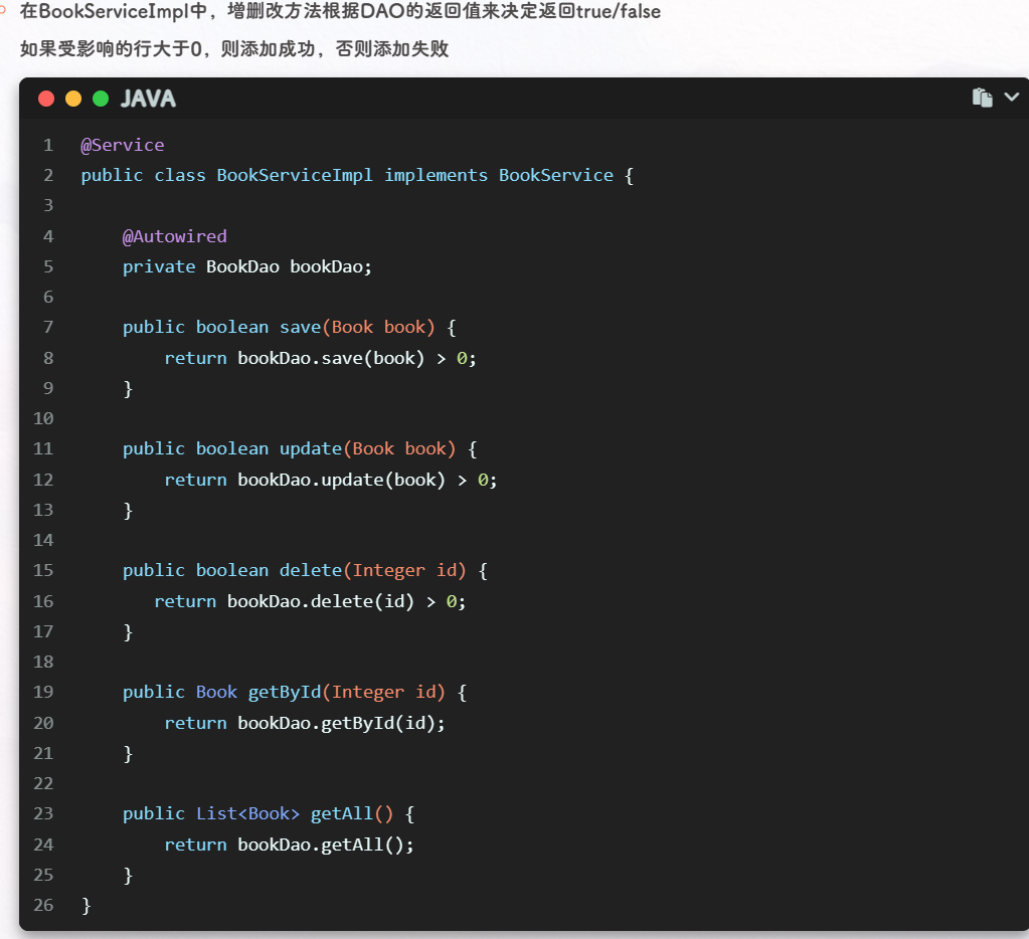 在BookServiceImpl中，增删改方法根据DAO的返回值来决定返回true/false
如果受影响的行大于0，则添加成功，否则添加失败
JAVA
1 @Service
2 public class BookServiceImpl implements BookService {
3
4     @Autowired
5     private BookDao bookDao;
6
7     public boolean save(Book book) {
8         return bookDao.save(book) > 0;
9     }
10
11     public boolean update(Book book) {
12         return bookDao.update(book) > 0;
13     }
14
15     public boolean delete(Integer id) {
16        return bookDao.delete(id) > 0;
17     }
18
19     public Book getById(Integer id) {
20         return bookDao.getById(id);
21     }
22
23     public List<Book> getAll() {
24         return bookDao.getAll();
25     }
26 }